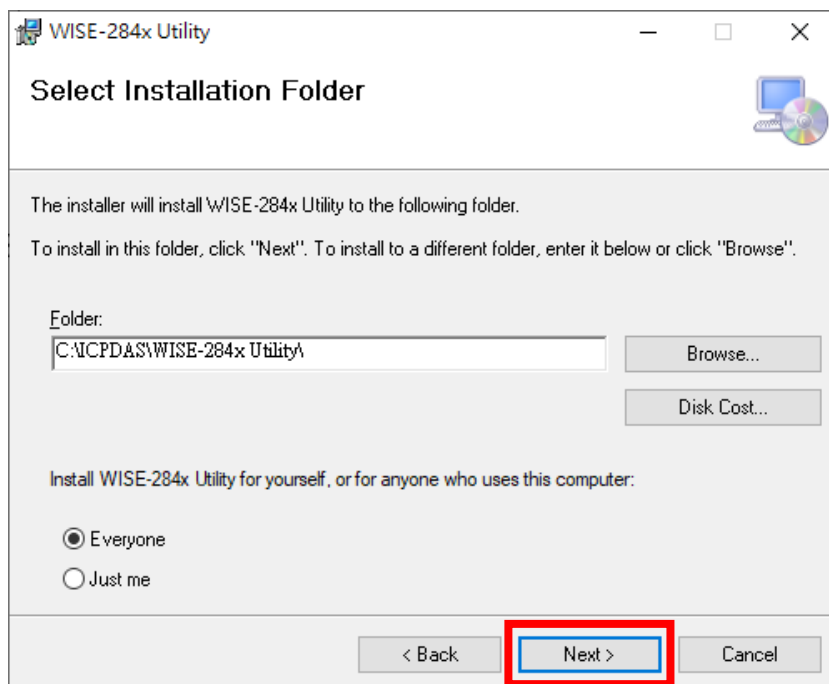 WISE-284x Utility
Select Installation Folder
The installer will install WISE-284x Utility to the following folder.
To install in this folder, click "Next". To install to a different folder, enter it below or click "Browse".
Folder:
C:\ICPDAS\WISE-284x Utility\
Browse...
Disk Cost...
Install WISE-284x Utility for yourself, or for anyone who uses this computer:
Everyone
Just me
< Back
Next >
Cancel